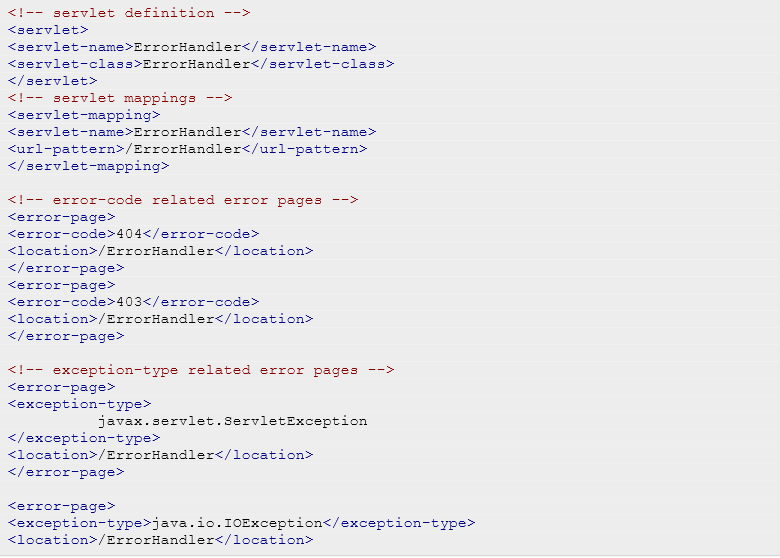 <!-- servlet definition -->
<servlet>
<servlet-name>ErrorHandler</servlet-name>
<servlet-class>ErrorHandler</servlet-class>
</servlet>
<!-- servlet mappings -->
<servlet-mapping>
<servlet-name>ErrorHandler</servlet-name>
<url-pattern>/ErrorHandler</url-pattern>
</servlet-mapping>

<!-- error-code related error pages -->
<error-page>
<error-code>404</error-code>
<location>/ErrorHandler</location>
</error-page>
<error-page>
<error-code>403</error-code>
<location>/ErrorHandler</location>
</error-page>

<!-- exception-type related error pages -->
<error-page>
<exception-type>
          javax.servlet.ServletException
</exception-type>
<location>/ErrorHandler</location>
</error-page>

<error-page>
<exception-type>java.io.IOException</exception-type>
<location>/ErrorHandler</location>